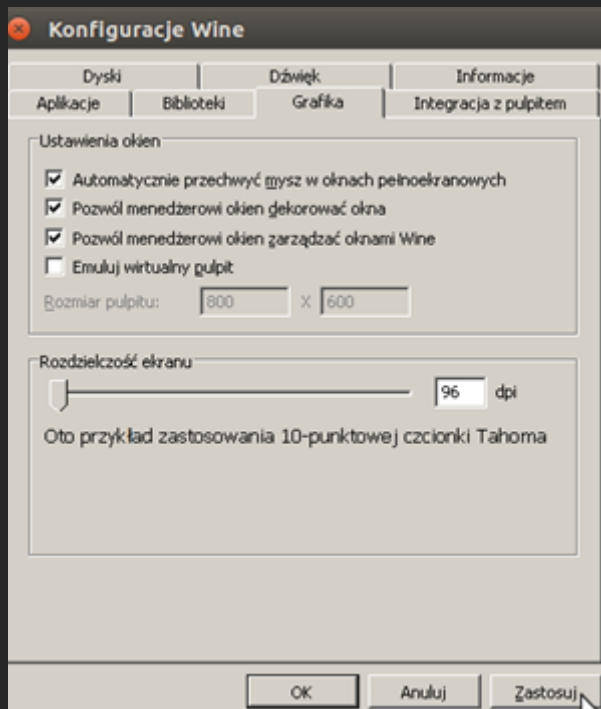 Konfiguracje Wine
Dyski Dźwięk Informacje
Aplikacje Biblioteki Grafika Integracja z pulpitem
Ustawienia okien
Automatycznie przechwyć mysz w oknach pełnoekranowych
Pozwól menedżerowi okien dekorować okna
Pozwól menedżerowi okien zarządzać oknami Wine
Emuluj wirtualny pulpit
Rozmiar pulpitu: 800 X 600
Rozdzielczość ekranu
96 dpi
Oto przykład zastosowania 10-punktowej czcionki Tahoma
OK Anuluj Zastosuj